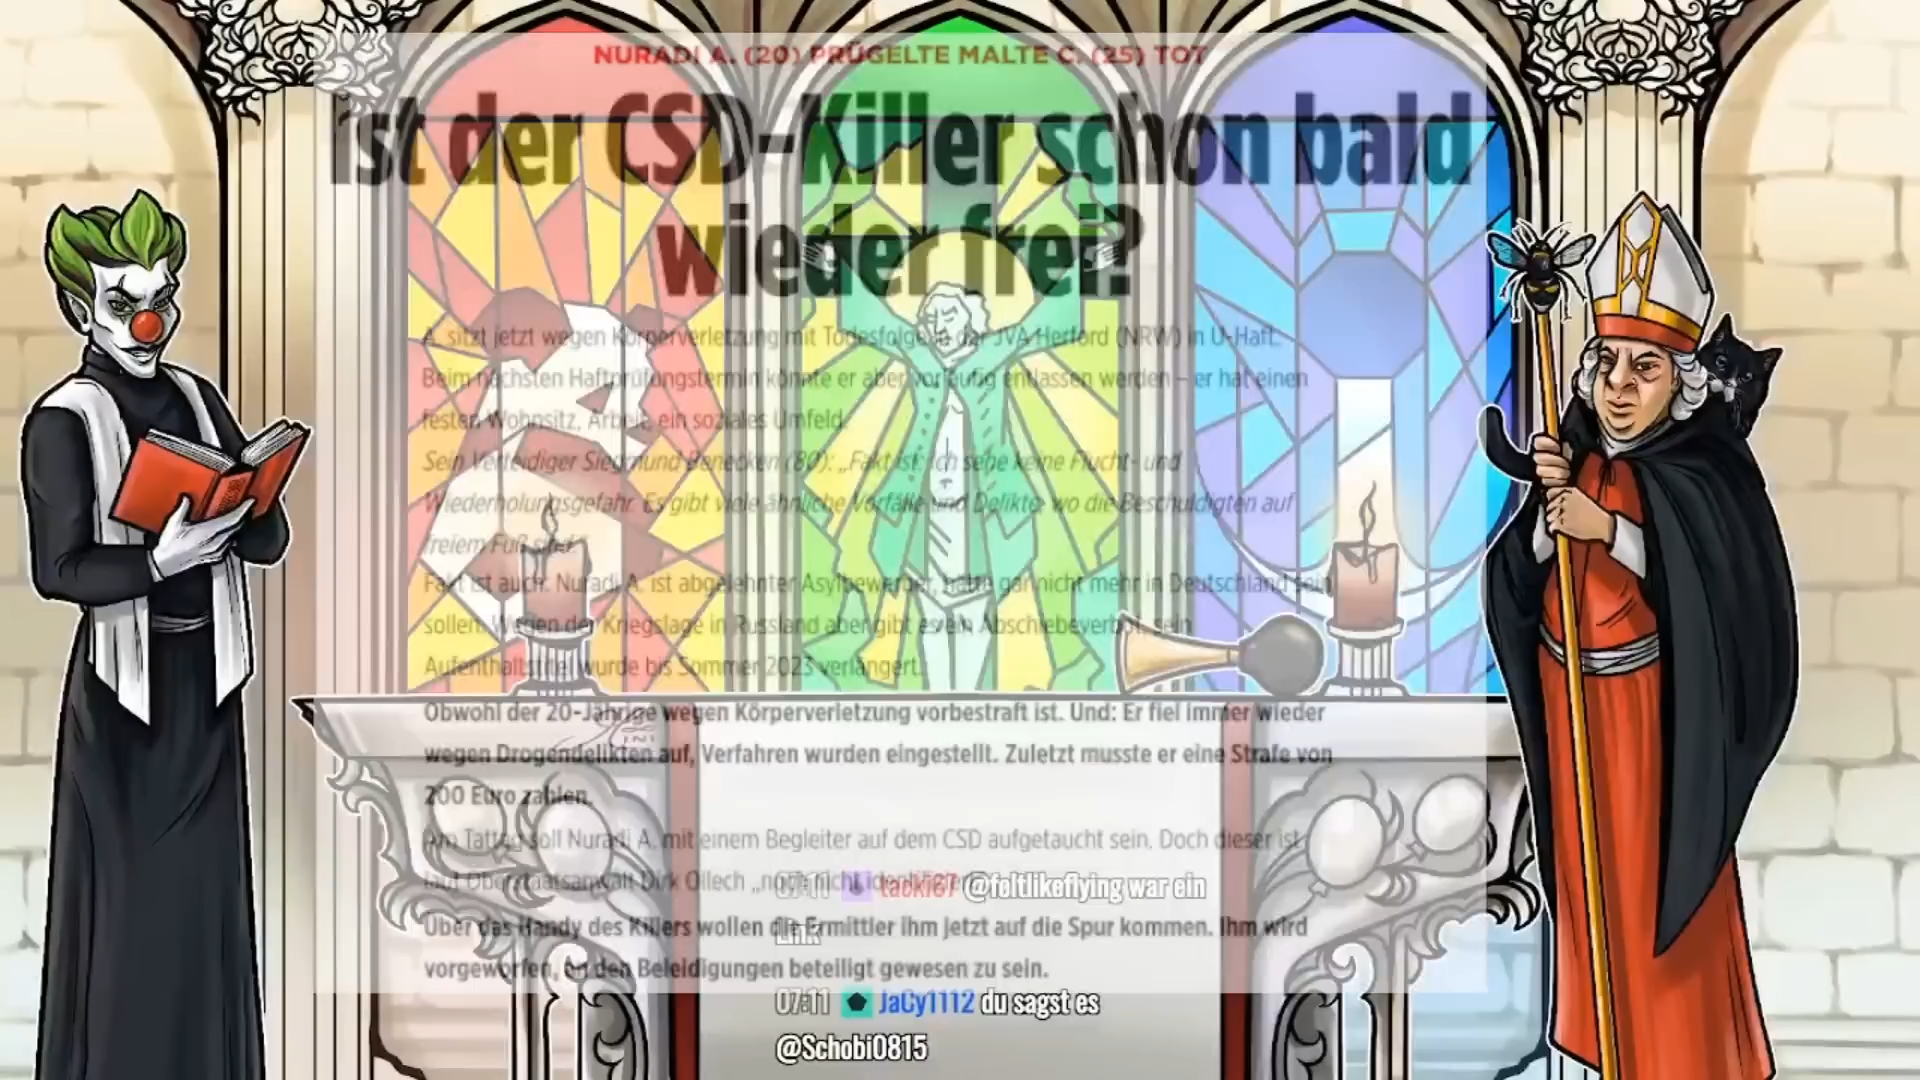 NURADI A. (20) PRÜGELTE MALTE C. (25) TOT
Ist der CSD-Killer schon bald
wieder frei?
A. sitzt jetzt wegen Körperverletzung mit Todesfolge in der JVA Herford (NRW) in U-Haft.
Beim nächsten Haftprüfungstermin könnte er aber vorläufig entlassen werden – er hat einen
festen Wohnsitz, Arbeit, ein soziales Umfeld.
Sein Verteidiger Siegmund Benecken (80): „Fakt ist: Ich sehe keine Flucht- und
Wiederholungsgefahr. Es gibt viele ähnliche Vorfälle und Delikte, wo die Beschuldigten auf
freiem Fuß sind.“
Fakt ist auch: Nuradi A. ist abgelehnter Asylbewerber, hätte gar nicht mehr in Deutschland sein
sollen. Wegen der Kriegslage in Russland aber gibt es ein Abschiebeverbot, sein
Aufenthaltstitel wurde bis Sommer 2023 verlängert.
Obwohl der 20-Jährige wegen Körperverletzung vorbestraft ist. Und: Er fiel immer wieder
wegen Drogendelikten auf, Verfahren wurden eingestellt. Zuletzt musste er eine Strafe von
200 Euro zahlen.
Am Tattag soll Nuradi A. mit einem Begleiter auf dem CSD aufgetaucht sein. Doch dieser ist
laut Oberstaatsanwalt Dirk Ollech „noch nicht
07:11 tacki67 @feltlikeflying war ein
Link
Über das Handy des Killers wollen die Ermittler ihm jetzt auf die Spur kommen. Ihm wird
vorgeworfen, an den Beleidigungen beteiligt gewesen zu sein.
07:11 JaCy1112 du sagst es
@Schobi0815